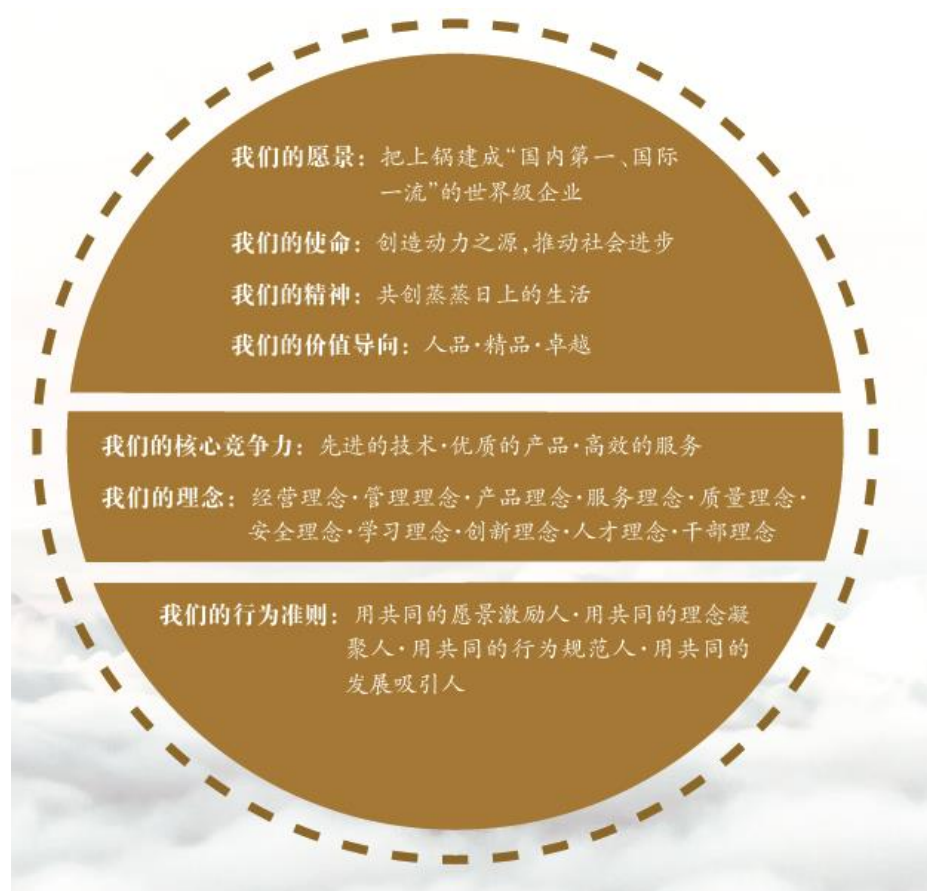 我们的愿景：把上锅建成“国内第一、国际
一流”的世界级企业
我们的使命：创造动力之源，推动社会进步
我们的精神：共创蒸蒸日上的生活
我们的价值导向：人品·精品·卓越
我们的核心竞争力：先进的技术·优质的产品·高效的服务
我们的理念：经营理念·管理理念·产品理念·服务理念·质量理念·
安全理念·学习理念·创新理念·人才理念·干部理念
我们的行为准则：用共同的愿景激励人·用共同的理念凝
聚人·用共同的行为规范人·用共同的
发展吸引人